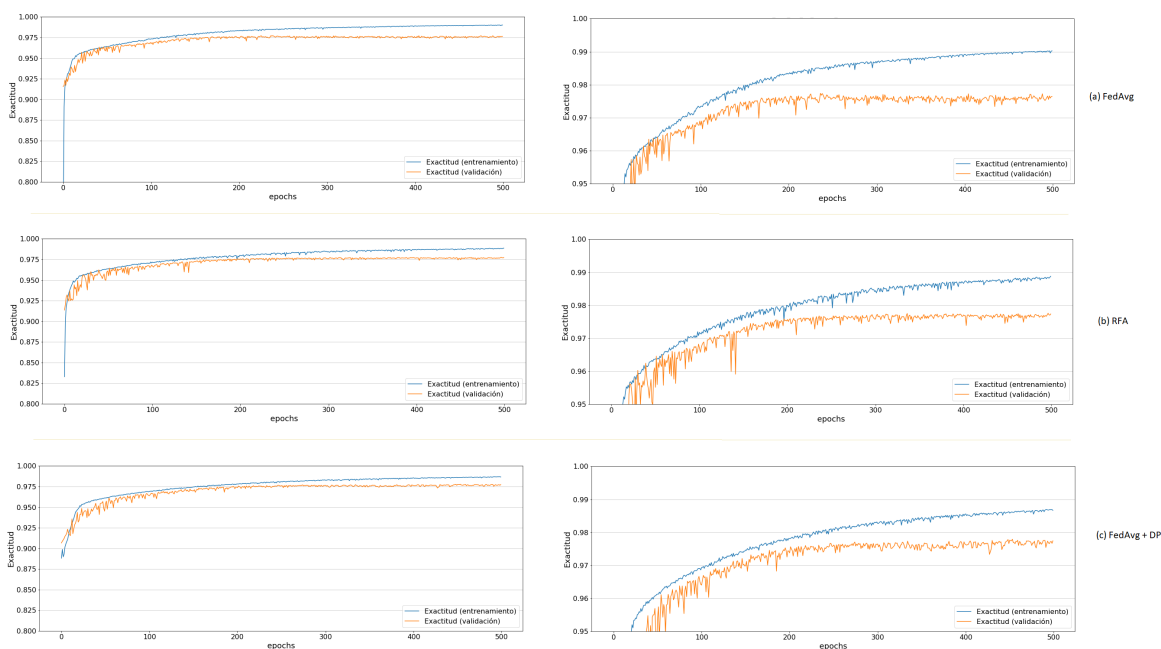 1.000
0.975
0.950
0.925
0.900
0.875
0.850
0.825
0.800
Exactitud
0 100 200 300 400 500
epochs
Exactitud (entrenamiento)
Exactitud (validación)
1.00
0.99
0.98
0.97
0.96
0.95
Exactitud
0 100 200 300 400 500
epochs
Exactitud (entrenamiento)
Exactitud (validación)
(a) FedAvg
1.000
0.975
0.950
0.925
0.900
0.875
0.850
0.825
0.800
Exactitud
0 100 200 300 400 500
epochs
Exactitud (entrenamiento)
Exactitud (validación)
1.00
0.99
0.98
0.97
0.96
0.95
Exactitud
0 100 200 300 400 500
epochs
Exactitud (entrenamiento)
Exactitud (validación)
(b) RFA
1.000
0.975
0.950
0.925
0.900
0.875
0.850
0.825
0.800
Exactitud
0 100 200 300 400 500
epochs
Exactitud (entrenamiento)
Exactitud (validación)
1.00
0.99
0.98
0.97
0.96
0.95
Exactitud
0 100 200 300 400 500
epochs
Exactitud (entrenamiento)
Exactitud (validación)
(c) FedAvg + DP